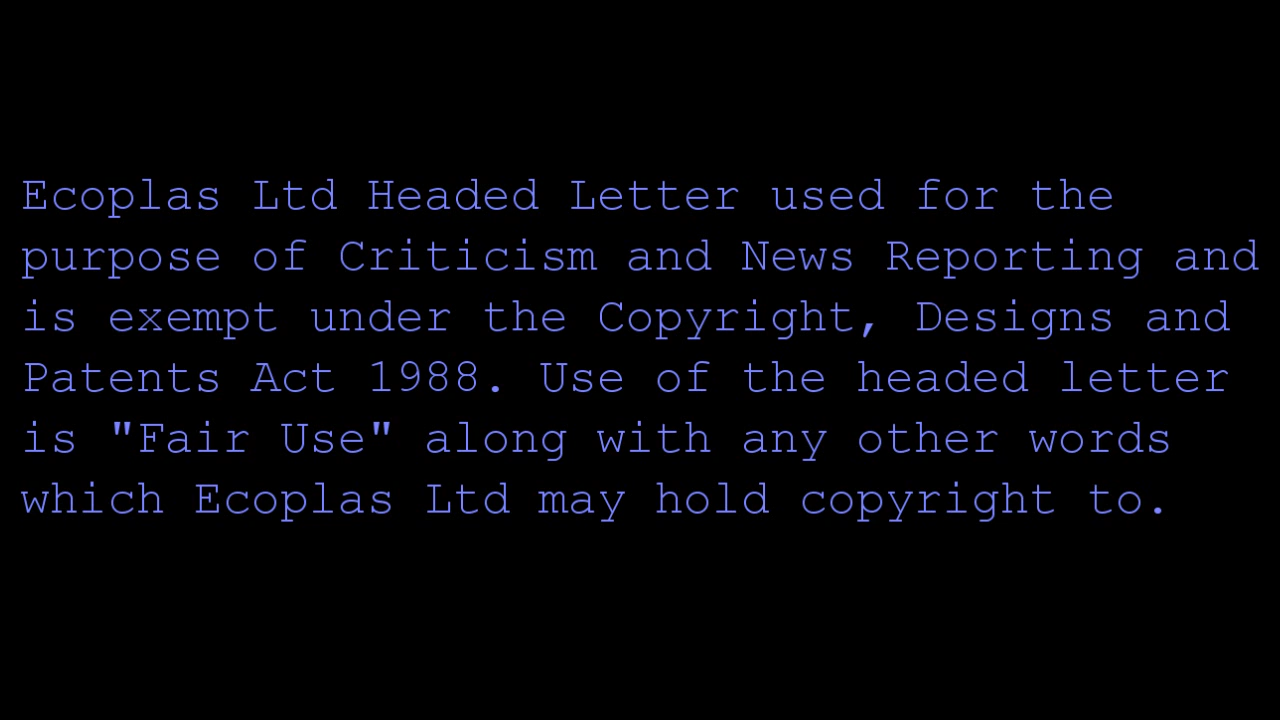 Ecoplas Ltd Headed Letter used for the
purpose of Criticism and News Reporting and
is exempt under the Copyright, Designs and
Patents Act 1988. Use of the headed letter
is "Fair Use" along with any other words
which Ecoplas Ltd may hold copyright to.